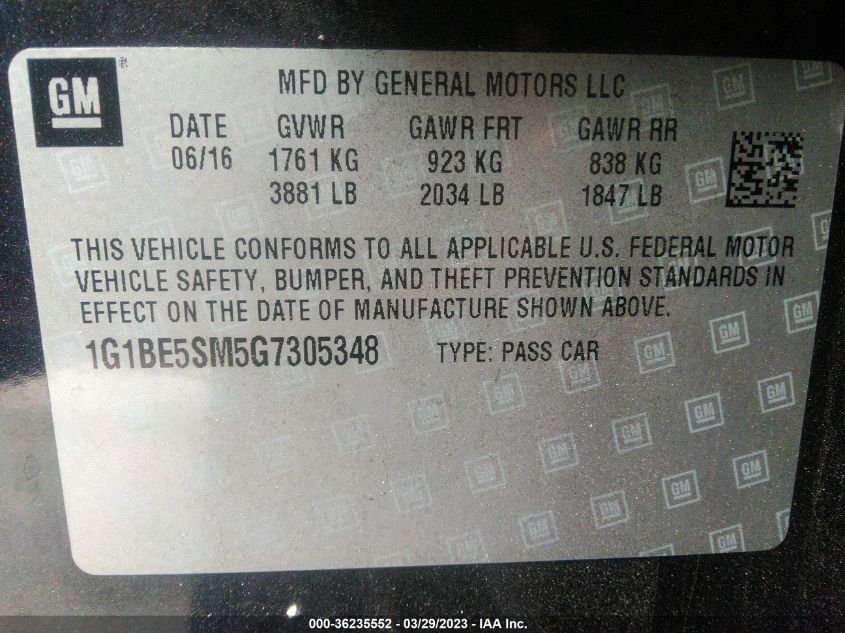 GM
MFD BY GENERAL MOTORS LLC
DATE GVWR GAWR FRT GAWR RR
06/16 1761 KG 923 KG 838 KG
3881 LB 2034 LB 1847 LB
THIS VEHICLE CONFORMS TO ALL APPLICABLE U.S. FEDERAL MOTOR
VEHICLE SAFETY, BUMPER, AND THEFT PREVENTION STANDARDS IN
EFFECT ON THE DATE OF MANUFACTURE SHOWN ABOVE.
1G1BE5SM5G7305348 TYPE: PASS CAR
000-36235552 - 03/29/2023 - IAA Inc.